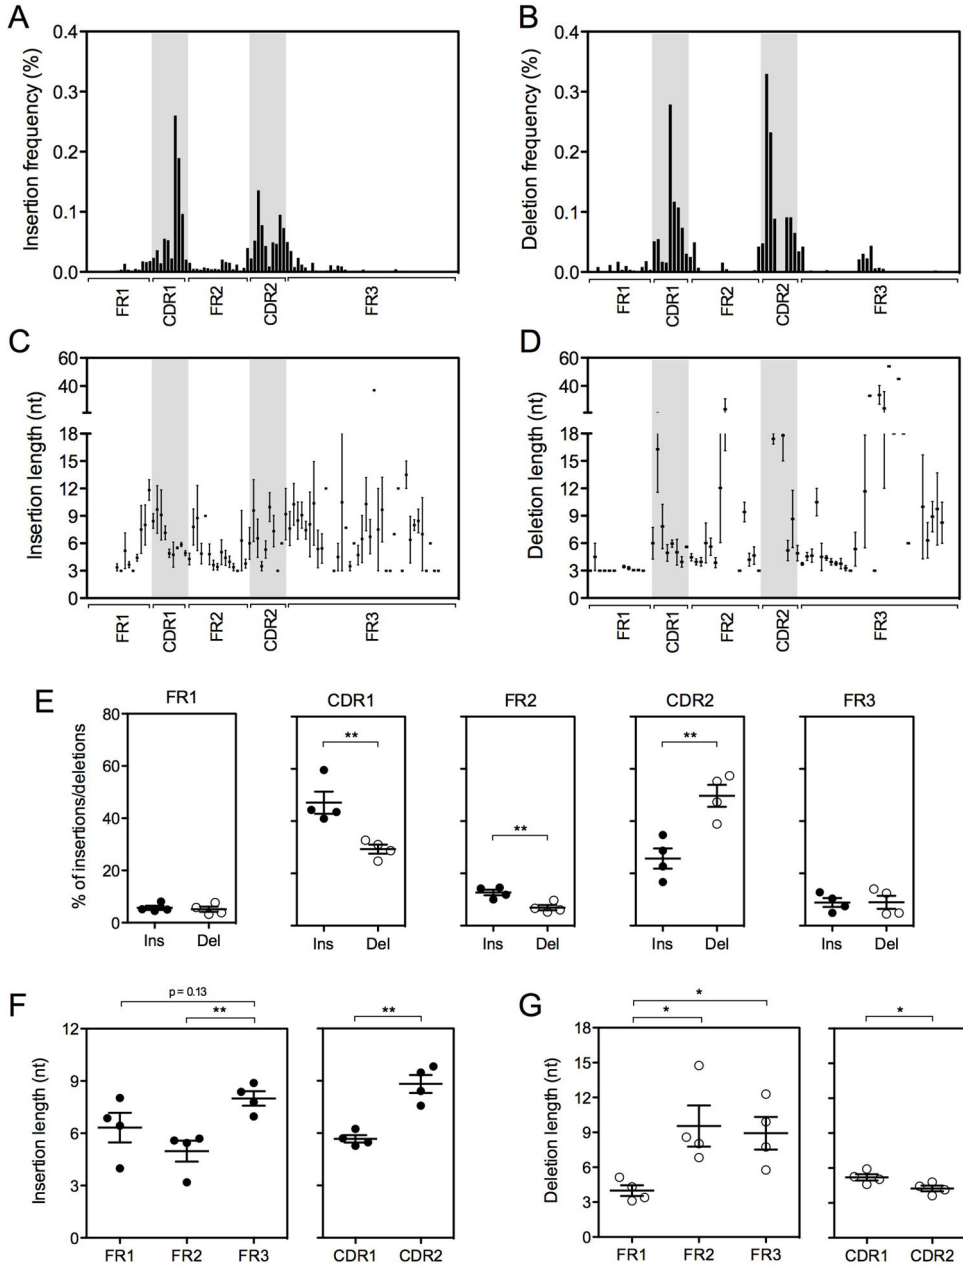 A
Insertion frequency (%)
0.4
0.3
0.2
0.1
0.0
FR1
CDR1
FR2
CDR2
FR3
B
Deletion frequency (%)
0.4
0.3
0.2
0.1
0.0
FR1
CDR1
FR2
CDR2
FR3
C
Insertion length (nt)
60
40
18
15
12
9
6
3
0
FR1
CDR1
FR2
CDR2
FR3
D
Deletion length (nt)
60
40
18
15
12
9
6
3
0
FR1
CDR1
FR2
CDR2
FR3
E
% of insertions/deletions
80
60
40
20
0
FR1
Ins Del
CDR1
**
Ins Del
FR2
**
Ins Del
CDR2
**
Ins Del
FR3
Ins Del
F
Insertion length (nt)
p = 0.13
**
12
9
6
3
0
FR1 FR2 FR3
**
CDR1 CDR2
G
Deletion length (nt)
*
*
18
15
12
9
6
3
0
FR1 FR2 FR3
*
CDR1 CDR2